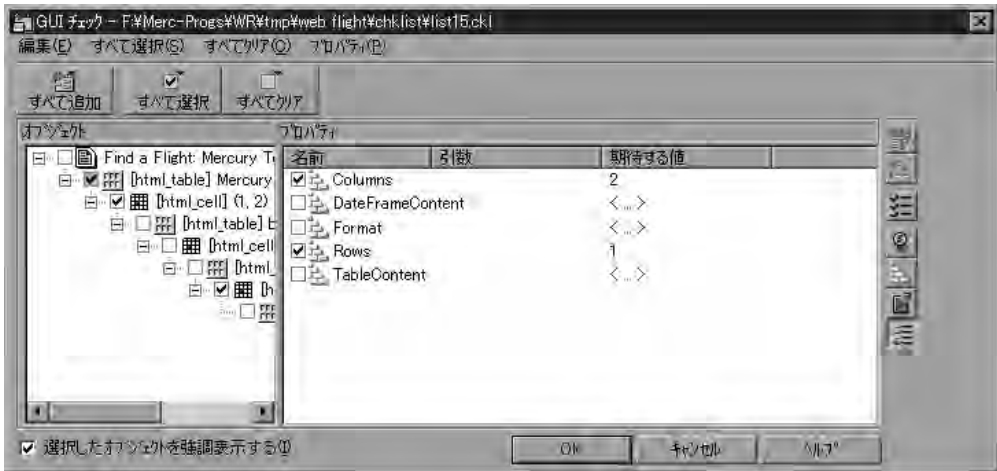 GUI ﾁｪｯｸ - F:¥Merc-Progs¥WR¥tmp¥web flight¥chklist¥list15.ckl
編集(E) すべて選択(S) すべてｸﾘｱ(C) ﾌﾟﾛﾊﾟﾃｨ(P)
すべて追加 すべて選択 すべてｸﾘｱ
ｵﾌﾞｼﾞｪｸﾄ ﾌﾟﾛﾊﾟﾃｨ
Find a Flight: Mercury T 名前 引数 期待する値
[html_table] Mercury Columns 2
[html_cell] (1, 2) DateFrameContent < ... >
[html_table] Format < ... >
[html_cell Rows 1
[html_ TableContent < ... >
[h
選択したｵﾌﾞｼﾞｪｸﾄを強調表示する(I) OK ｷｬﾝｾﾙ ﾍﾙﾌﾟ